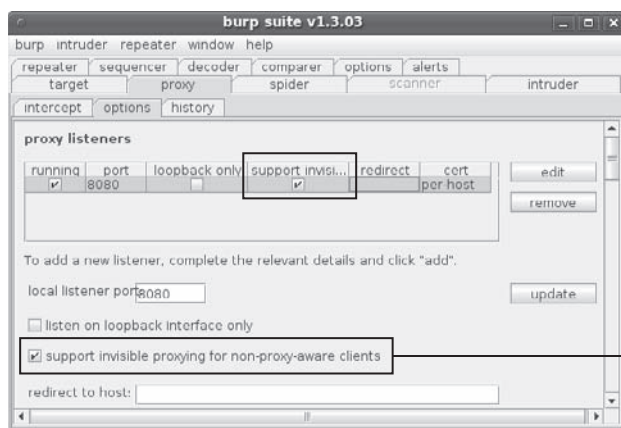 burp suite v1.3.03
burp intruder repeater window help
repeater sequencer decoder comparer options alerts
target proxy spider scanner intruder
intercept options history
proxy listeners
running port loopback only support invisi... redirect cert
8080 per-host
edit
remove
To add a new listener, complete the relevant details and click "add".
local listener port: 8080
update
listen on loopback interface only
support invisible proxying for non-proxy-aware clients
redirect to host: